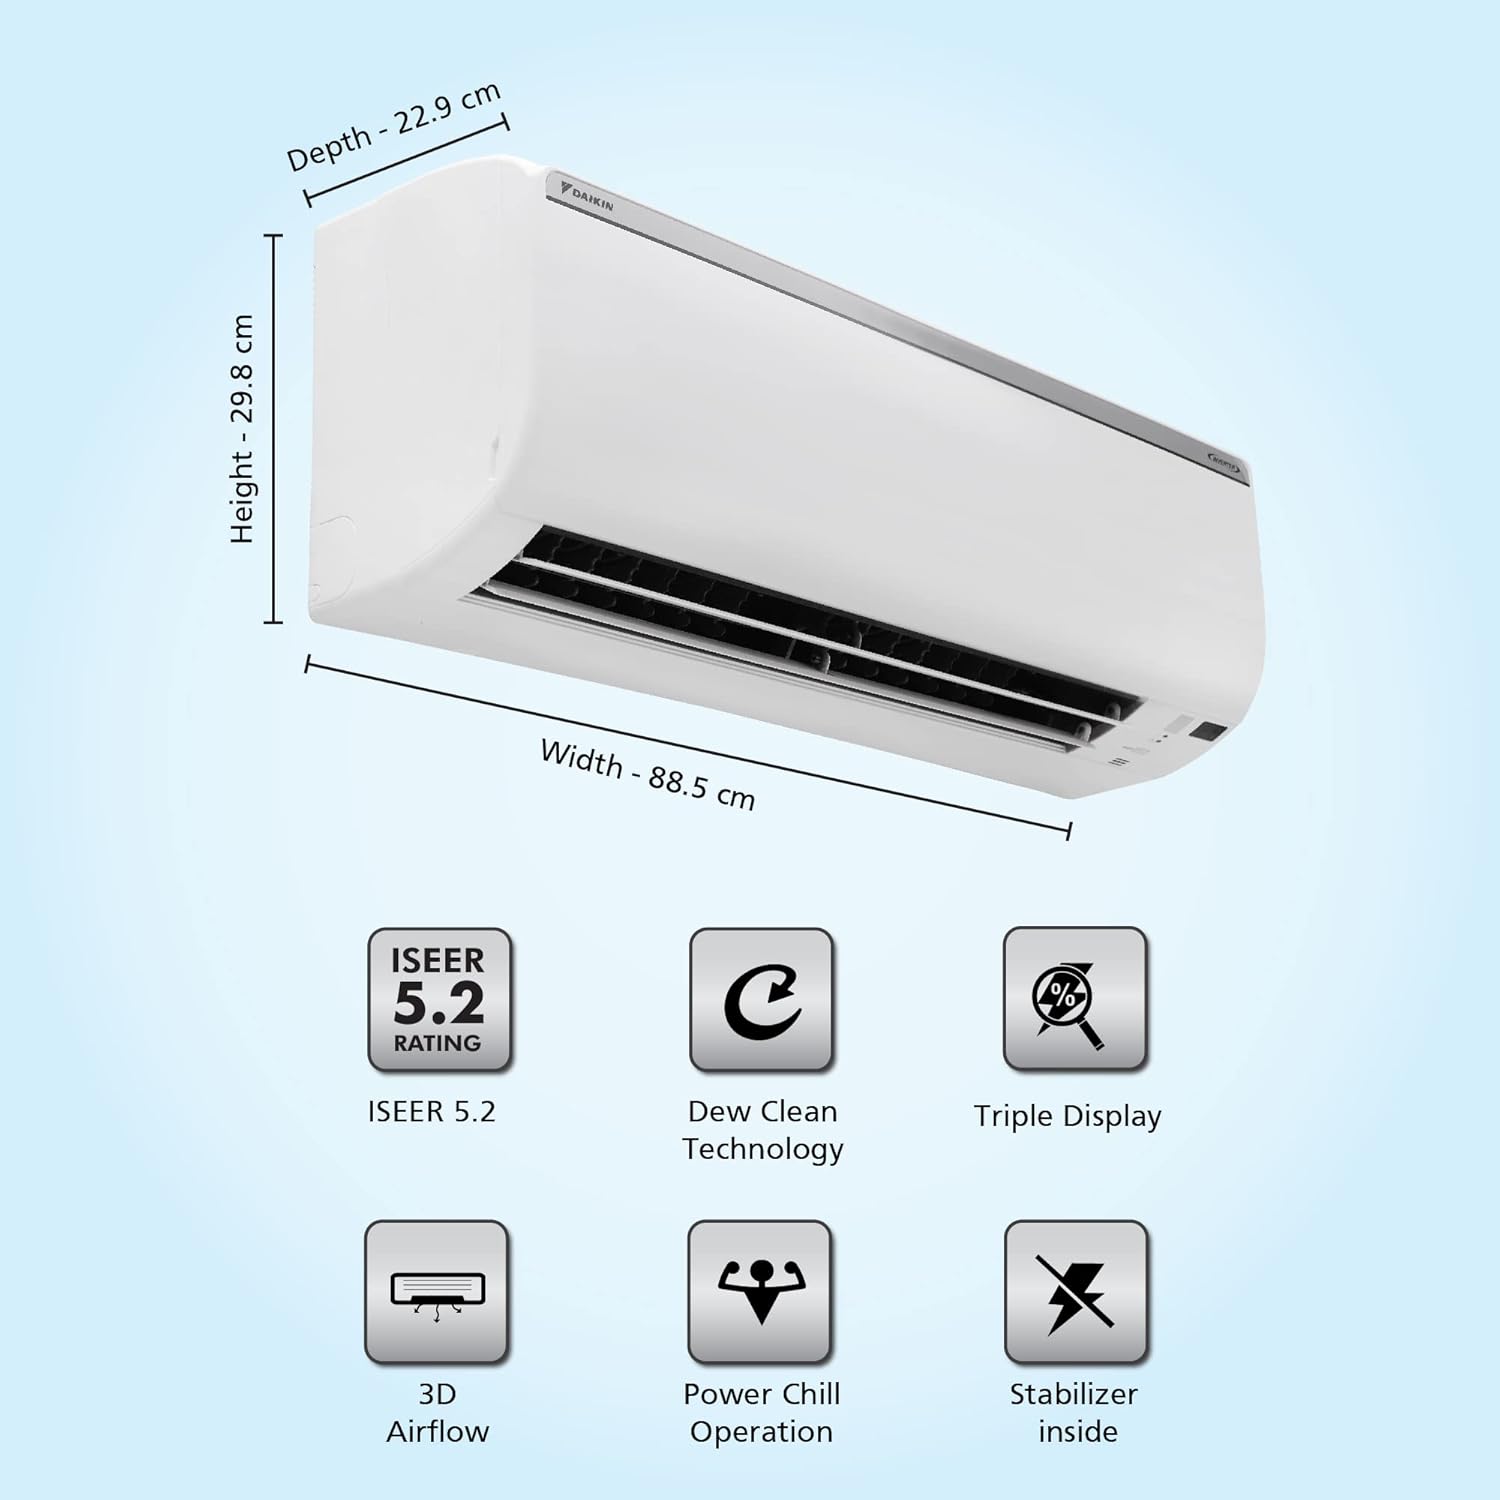 Depth - 22.9 cm
DAIKIN
Height - 29.8 cm
INVERTER
Width - 88.5 cm
ISEER
5.2
RATING
%
ISEER 5.2
Dew Clean
Technology
Triple Display
3D
Airflow
Power Chill
Operation
Stabilizer
inside